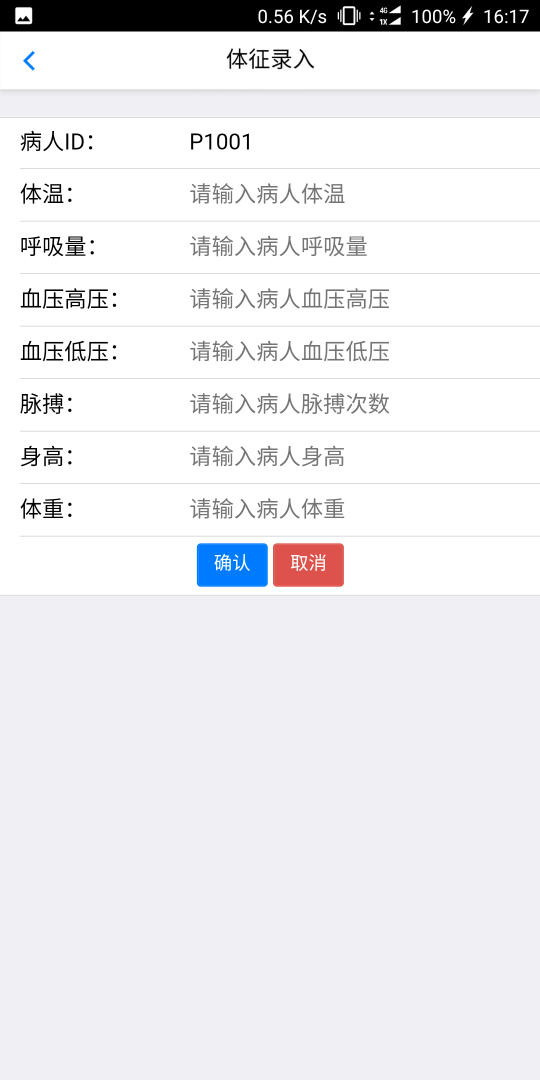 0.56 K/s 4G 1X 100% 16:17
体征录入
病人ID： P1001
体温： 请输入病人体温
呼吸量： 请输入病人呼吸量
血压高压： 请输入病人血压高压
血压低压： 请输入病人血压低压
脉搏： 请输入病人脉搏次数
身高： 请输入病人身高
体重： 请输入病人体重
确认 取消